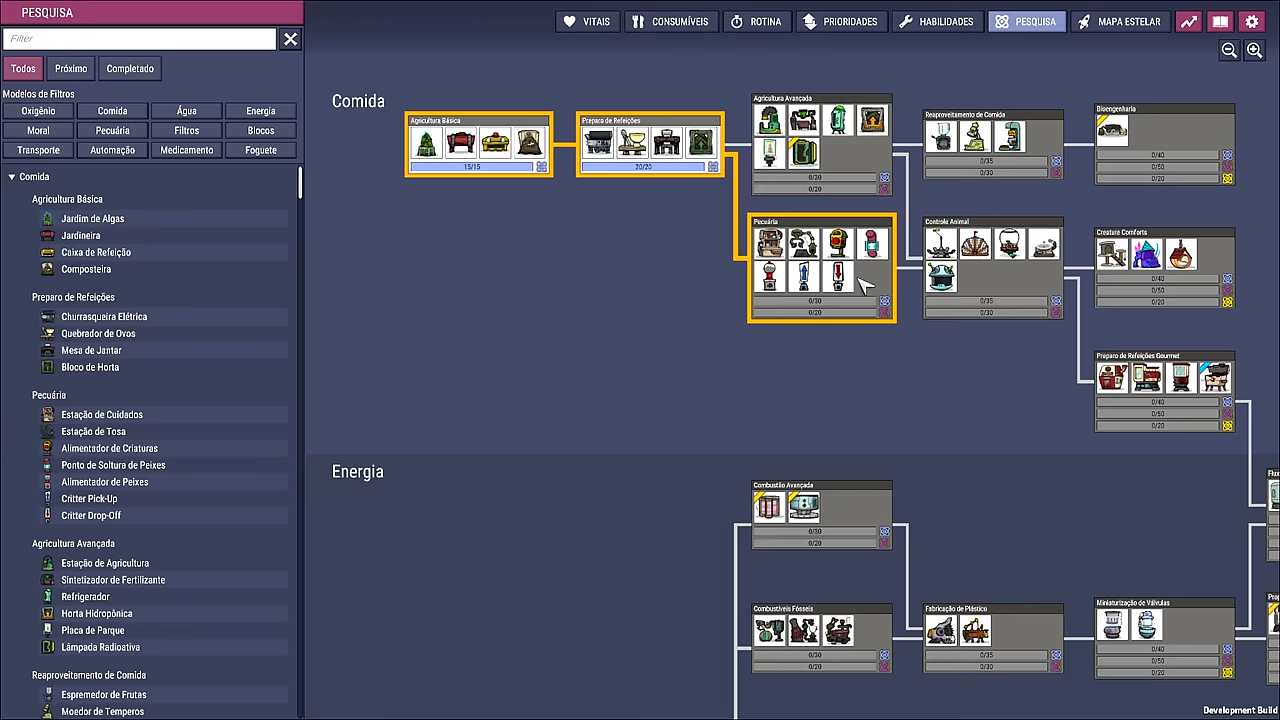 PESQUISA
VITAIS
CONSUMÍVEIS
ROTINA
PRIORIDADES
HABILIDADES
PESQUISA
MAPA ESTELAR
Filter
Todos
Próximo
Completado
Modelos de Filtros
Oxigênio
Comida
Água
Energia
Moral
Pecuária
Filtros
Blocos
Transporte
Automação
Medicamento
Foguete
Comida
Agricultura Básica
Jardim de Algas
Jardineira
Caixa de Refeição
Composteira
Preparo de Refeições
Churrasqueira Elétrica
Quebrador de Ovos
Mesa de Jantar
Bloco de Horta
Pecuária
Estação de Cuidados
Estação de Tosa
Alimentador de Criaturas
Ponto de Soltura de Peixes
Alimentador de Peixes
Critter Pick-Up
Critter Drop-Off
Agricultura Avançada
Estação de Agricultura
Sintetizador de Fertilizante
Refrigerador
Horta Hidropônica
Placa de Parque
Lâmpada Radioativa
Reaproveitamento de Comida
Espremedor de Frutas
Moedor de Temperos
Comida
Agricultura Básica
15/15
Preparo de Refeições
20/20
Agricultura Avançada
0/30
0/20
Reaproveitamento de Comida
0/35
0/30
Bioengenharia
0/40
0/50
0/20
Pecuária
0/30
0/20
Controle Animal
0/35
0/30
Creature Comforts
0/40
0/50
0/20
Preparo de Refeições Gourmet
0/40
0/50
0/20
Energia
Combustão Avançada
0/30
0/20
Combustíveis Fósseis
0/30
0/20
Fabricação de Plástico
0/35
0/30
Miniaturização de Válvulas
0/40
0/50
0/20
Development Build